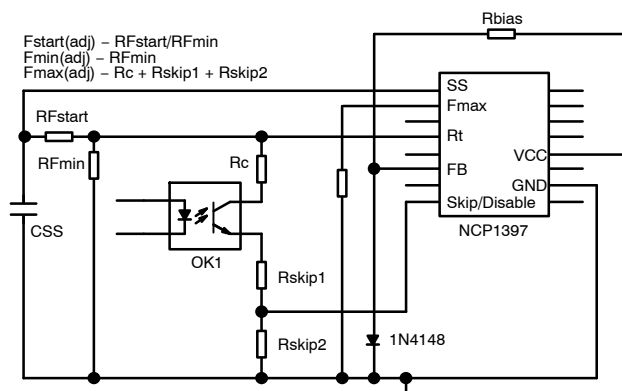 Rbias
Fstart(adj) – RFstart/RFmin
Fmin(adj) – RFmin
Fmax(adj) – Rc + Rskip1 + Rskip2
SS
Fmax
RFstart
Rt
RFmin
Rc
VCC
FB
GND
Skip/Disable
CSS
NCP1397
OK1
Rskip1
Rskip2
1N4148